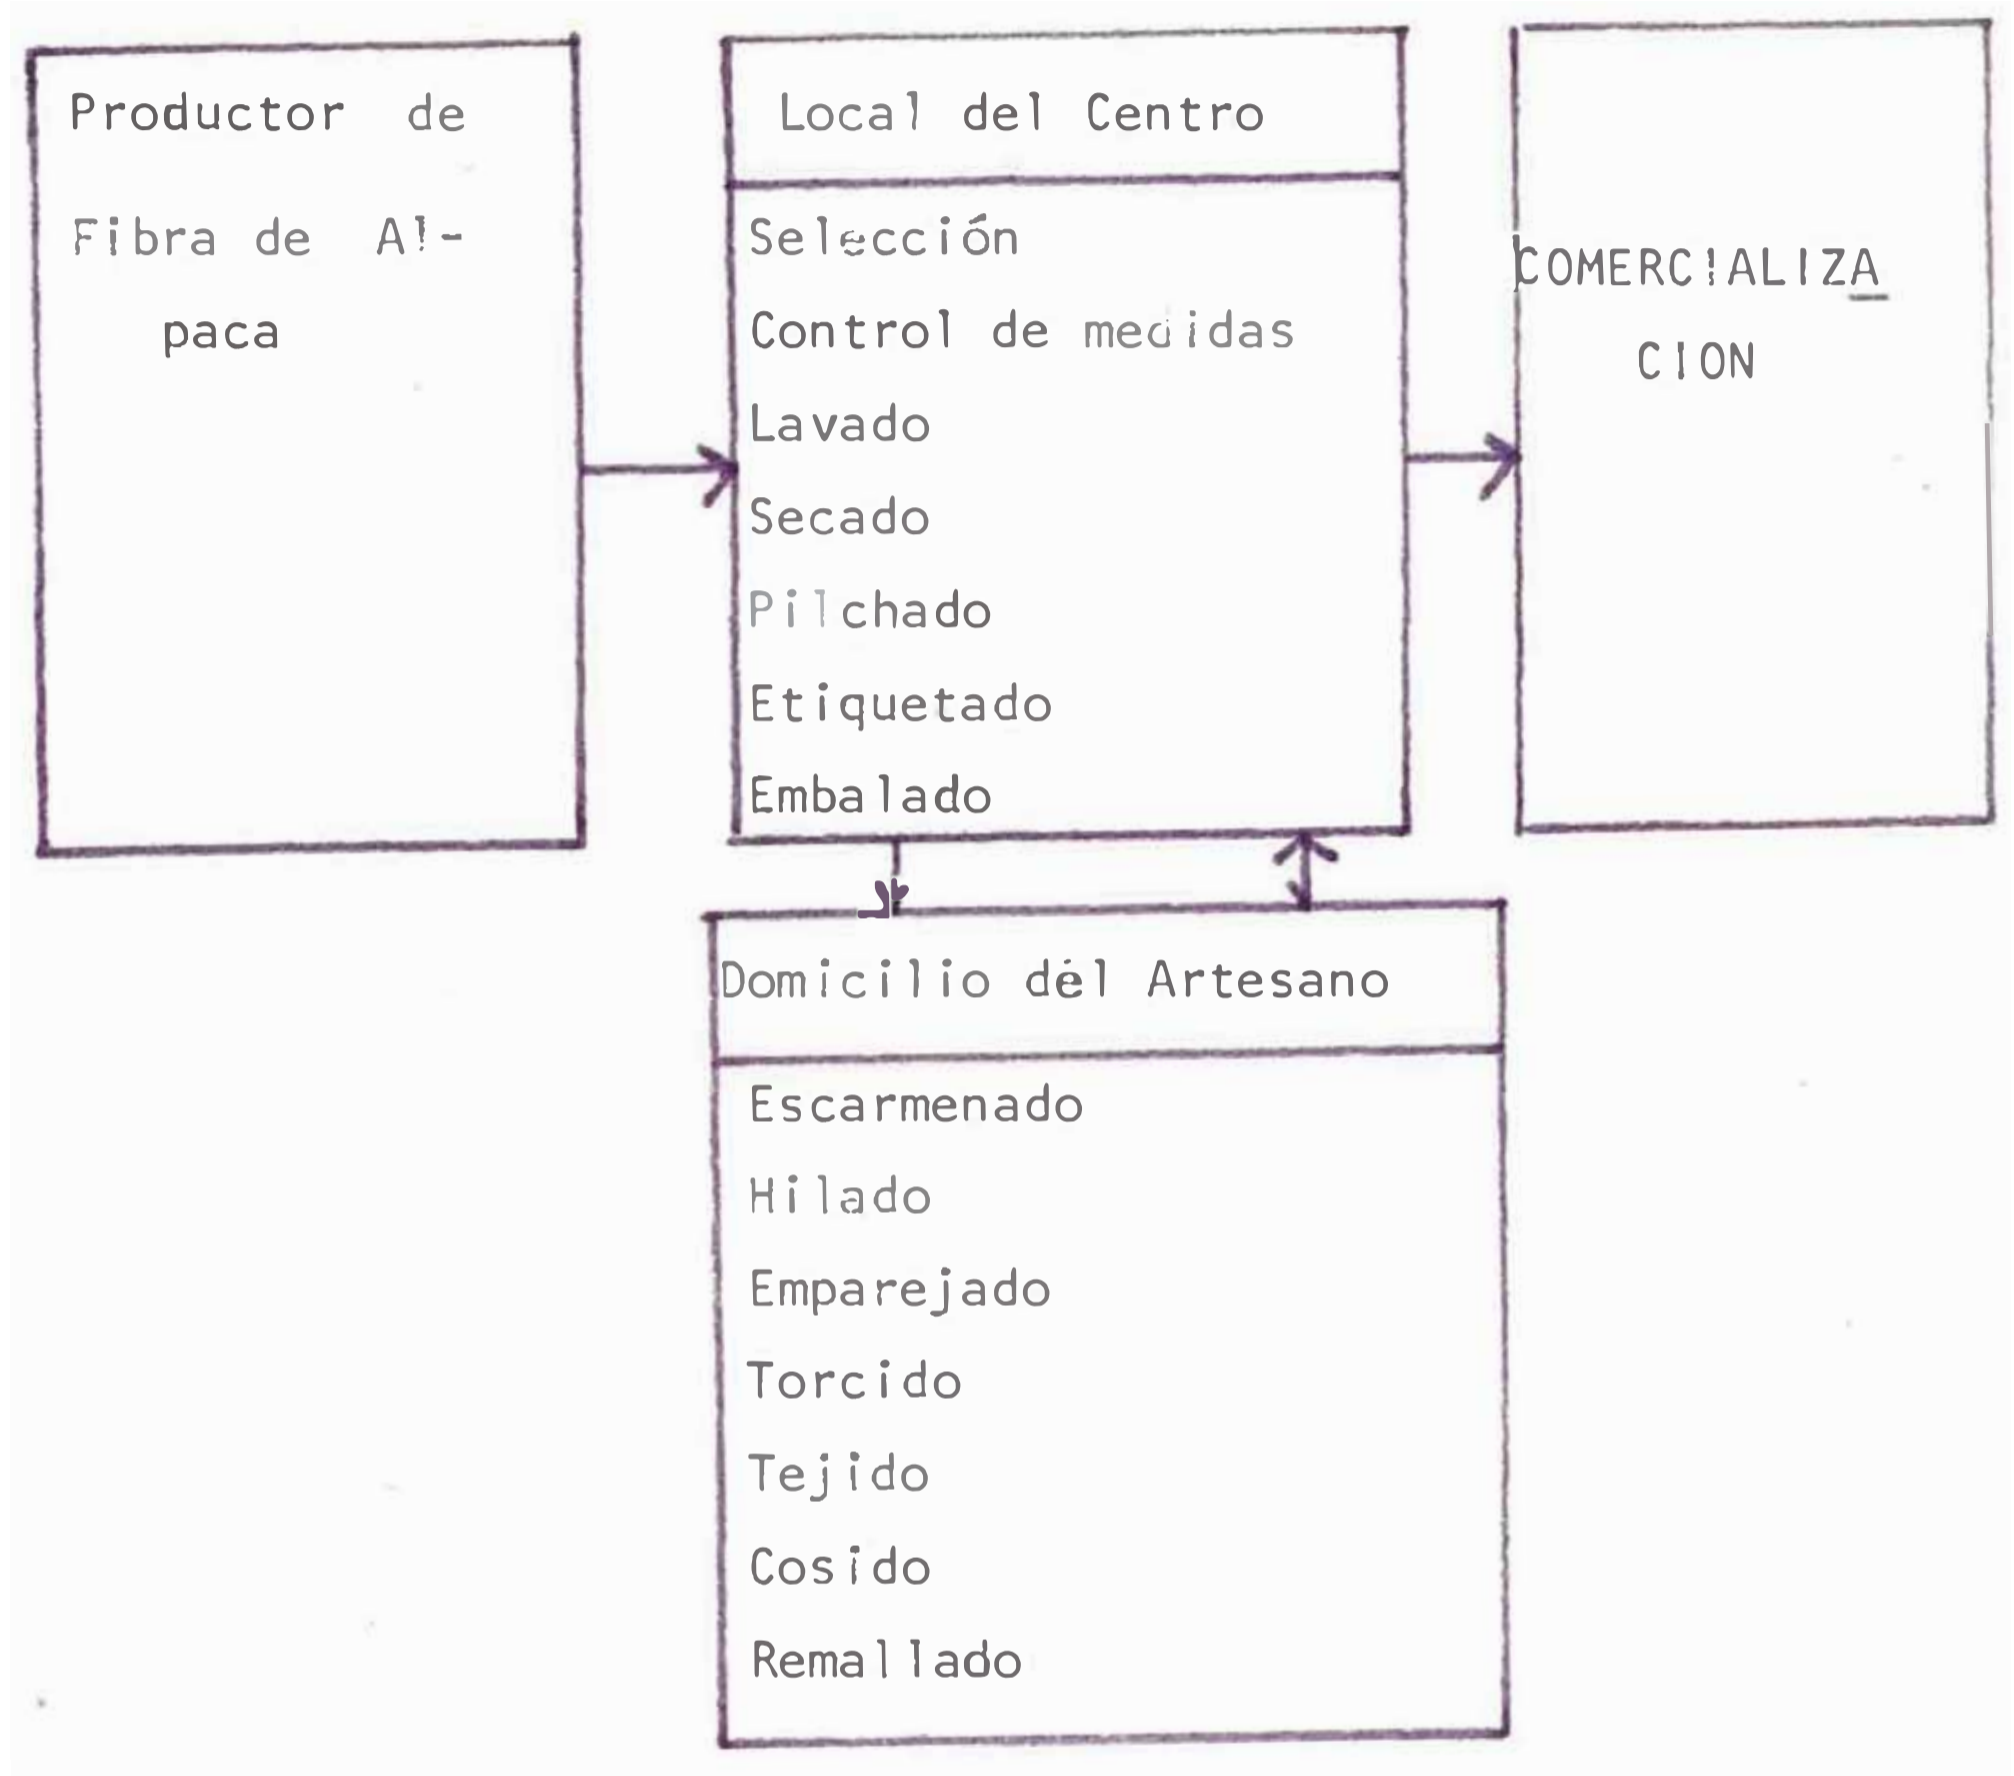 Productor de
Fibra de Al-
paca
Local del Centro
Selección
Control de medidas
Lavado
Secado
Pilchado
Etiquetado
Embalado
COMERCIALIZA
CION
Domicilio del Artesano
Escarmenado
Hilado
Emparejado
Torcido
Tejido
Cosido
Remallado